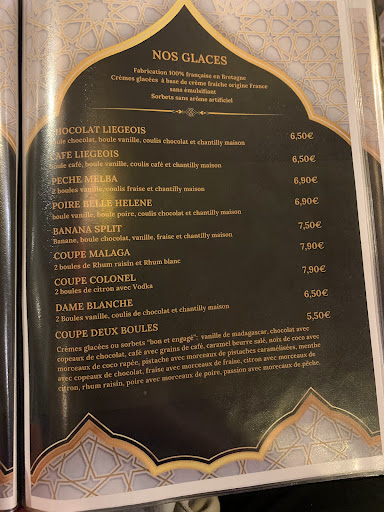 NOS GLACES
Fabrication 100% française en Bretagne
Crèmes glacées à base de crème fraiche origine France
sans émulsifiant
Sorbets sans arôme artificiel
CHOCOLAT LIEGEOIS
boule chocolat, boule vanille, coulis chocolat et chantilly maison
6,50€
CAFE LIEGEOIS
boule café, boule vanille, coulis café et chantilly maison
6,50€
PECHE MELBA
2 boules vanille, coulis fraise et chantilly maison
6,90€
POIRE BELLE HELENE
boule vanille, boule poire, coulis chocolat et chantilly maison
6,90€
BANANA SPLIT
Banane, boule chocolat, vanille, fraise et chantilly maison
7,50€
COUPE MALAGA
2 boules de Rhum raisin et Rhum blanc
7,90€
COUPE COLONEL
2 boules de citron avec Vodka
7,90€
DAME BLANCHE
2 Boules vanille, coulis de chocolat et chantilly maison
6,50€
COUPE DEUX BOULES
5,50€
Crèmes glacées ou sorbets “bon et engagé”: vanille de madagascar, chocolat avec
copeaux de chocolat, café avec grains de café, caramel beurre salé, noix de coco avec
morceaux de coco rapée, pistache avec morceaux de pistaches caramélisées, menthe
avec copeaux de chocolat, fraise avec morceaux de fraise, citron avec morceaux de
citron, rhum raisin, poire avec morceaux de poire, passion avec morceaux de pêche.